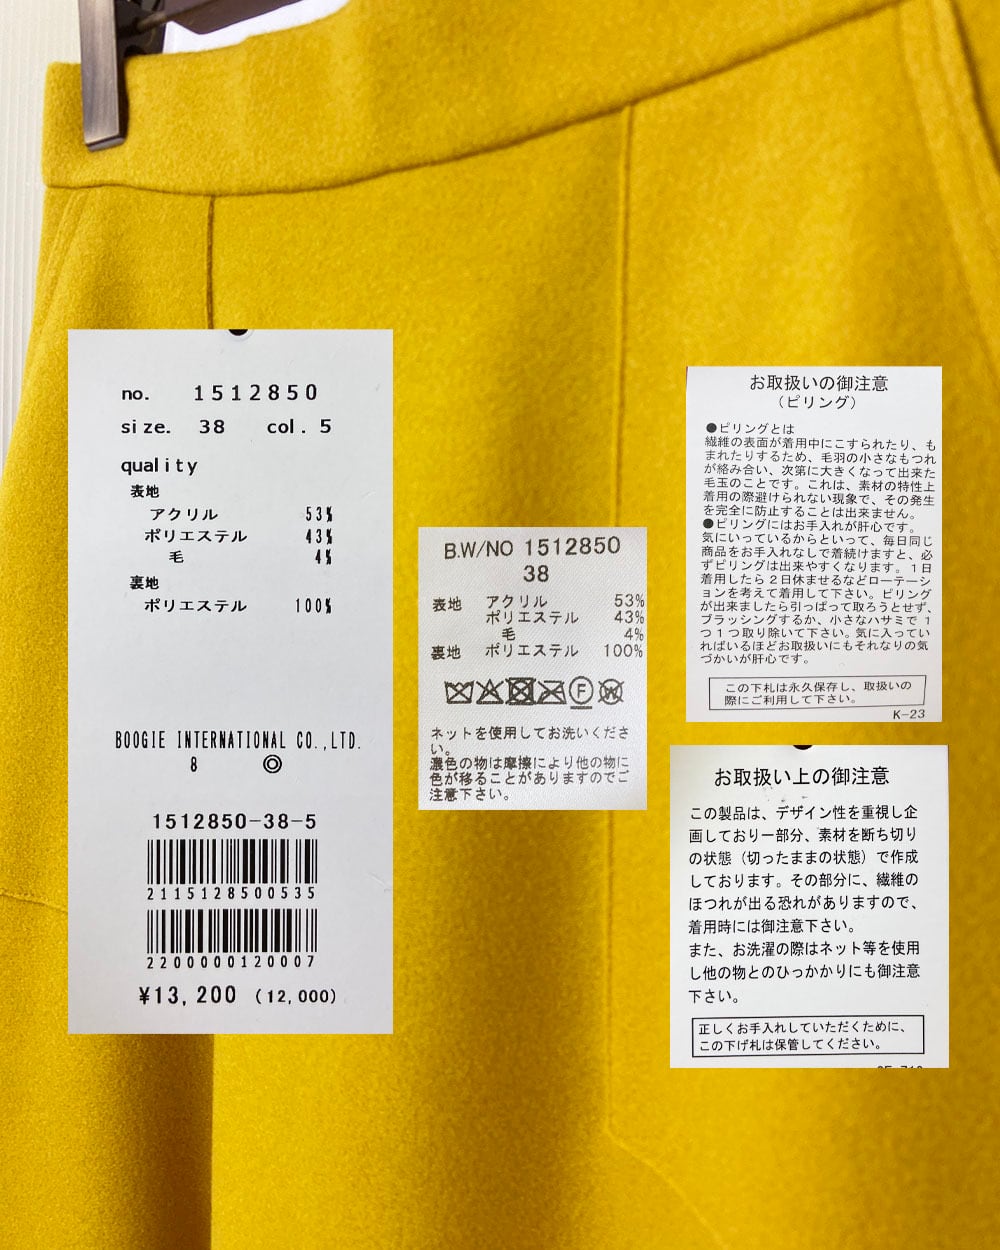 no. 1512850
size. 38 col. 5
quality
表地
アクリル 53%
ポリエステル 43%
毛 4%
裏地
ポリエステル 100%
BOOGIE INTERNATIONAL CO.,LTD.
8 ◎
1512850-38-5
2115128500535
2200000120007
¥13,200 (12,000)
B.W/NO 1512850
38
表地 アクリル 53%
ポリエステル 43%
毛 4%
裏地 ポリエステル 100%
F W
ネットを使用してお洗いくださ
い。
濃色の物は摩擦により他の物に
色が移ることがありますのでご
注意下さい。
お取扱いの御注意
(ピリング)
●ピリングとは
繊維の表面が着用中にこすられたり、も
まれたりするため、毛羽の小さなもつれ
が絡み合い、次第に大きくなって出来た
毛玉のことです。これは、素材の特性上
着用の際避けられない現象で、その発生
を完全に防止することは出来ません。
●ピリングにはお手入れが肝心です。
気にいっているからといって、毎日同じ
商品をお手入れなしで着続けますと、必
ずピリングは出来やすくなります。1日
着用したら2日休ませるなどローテーシ
ョンを考えて着用して下さい。ピリング
が出来ましたら引っぱって取ろうとせず、
ブラッシングするか、小さなハサミで1
つ1つ取り除いて下さい。気に入ってい
ればいるほどお取扱いにもそれなりの気
づかいが肝心です。
この下札は永久保存し、取扱いの
際にご利用して下さい。
K-23
お取扱い上の御注意
この製品は、デザイン性を重視し企
画しており一部分、素材を断ち切り
の状態(切ったままの状態)で作成
しております。その部分に、繊維の
ほつれが出る恐れがありますので、
着用時には御注意下さい。
また、お洗濯の際はネット等を使用
し他の物とのひっかかりにも御注意
下さい。
正しくお手入れしていただくために、
この下げ札は保管してください。